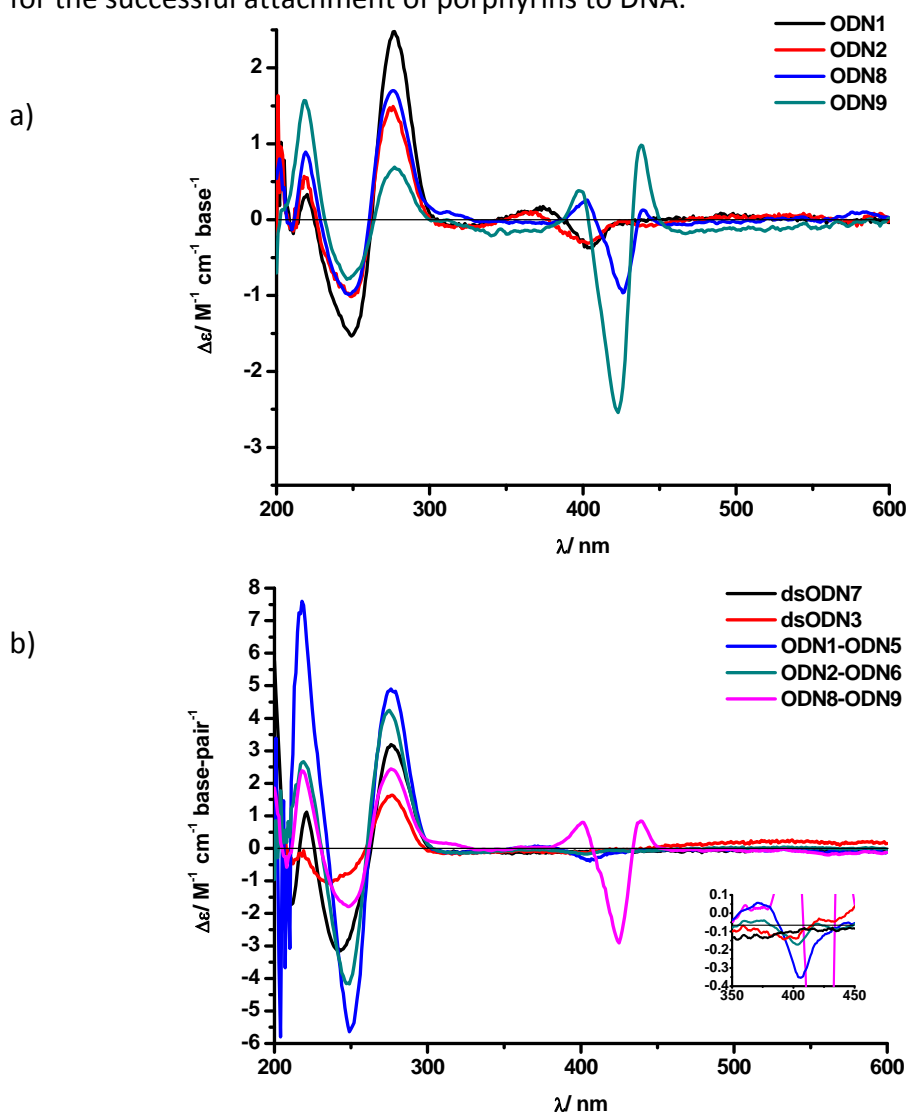 for the successful attachment of porphyrins to DNA.
a)
ODN1
ODN2
ODN8
ODN9
Δε/ M⁻¹ cm⁻¹ base⁻¹
2
1
0
-1
-2
-3
200
300
400
500
600
λ/ nm
b)
dsODN7
dsODN3
ODN1-ODN5
ODN2-ODN6
ODN8-ODN9
Δε/ M⁻¹ cm⁻¹ base-pair⁻¹
8
7
6
5
4
3
2
1
0
-1
-2
-3
-4
-5
-6
0.1
0.0
-0.1
-0.2
-0.3
-0.4
350
400
450
200
300
400
500
600
λ/ nm